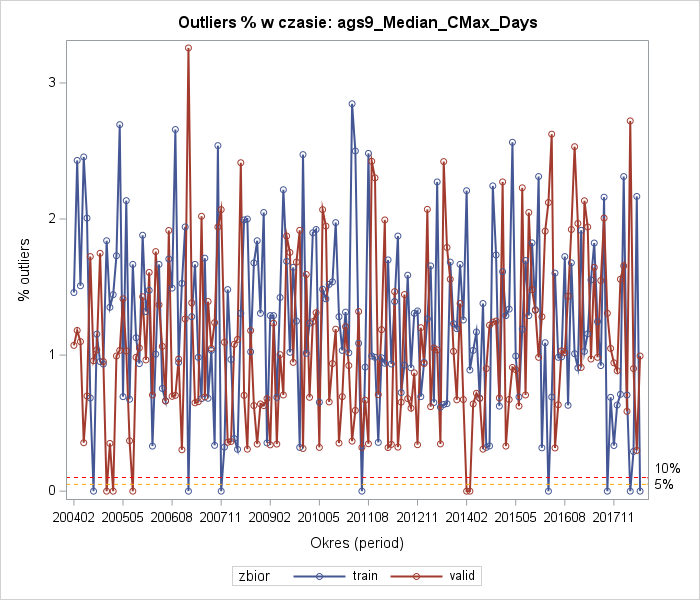 Outliers % w czasie: ags9_Median_CMax_Days
% outliers
3
2
1
0
10%
5%
200402 200505 200608 200711 200902 201005 201108 201211 201402 201505 201608 201711
Okres (period)
zbior train valid